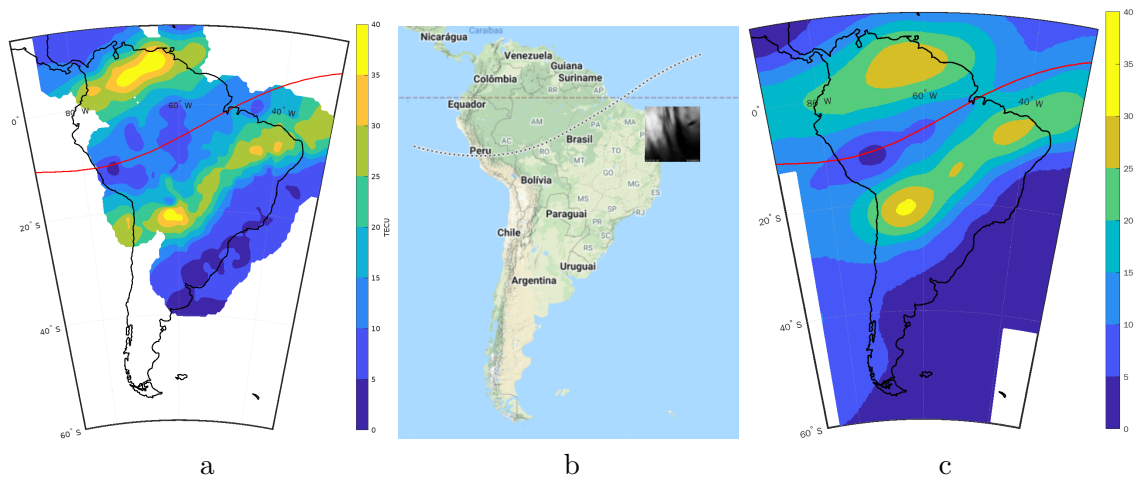 40
35
30
25
20
15
10
5
0
TECU
0°
20° S
40° S
60° S
80° W
60° W
40° W
a
Caraíbas
Nicarágua
Venezuela
Guiana
Colômbia
Suriname
RR
AP
Equador
AM
PA
MA
AC
RO
TO
Peru
Brasil
MT
GO
Bolívia
MG
ES
MS
SP
RJ
Paraguai
PR
SC
Chile
RS
Uruguai
Argentina
b
40
35
30
25
20
15
10
5
0
0°
20° S
40° S
60° S
80° W
60° W
40° W
c